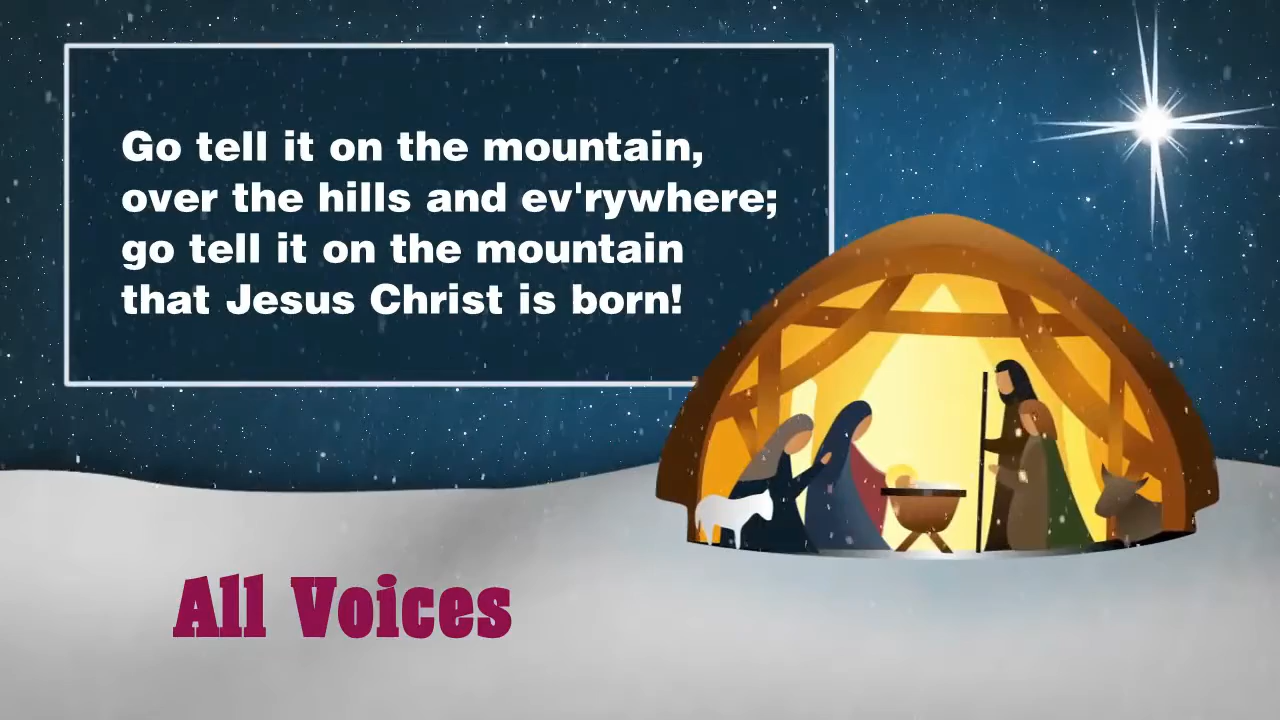 Go tell it on the mountain,
over the hills and ev'rywhere;
go tell it on the mountain
that Jesus Christ is born!
All Voices